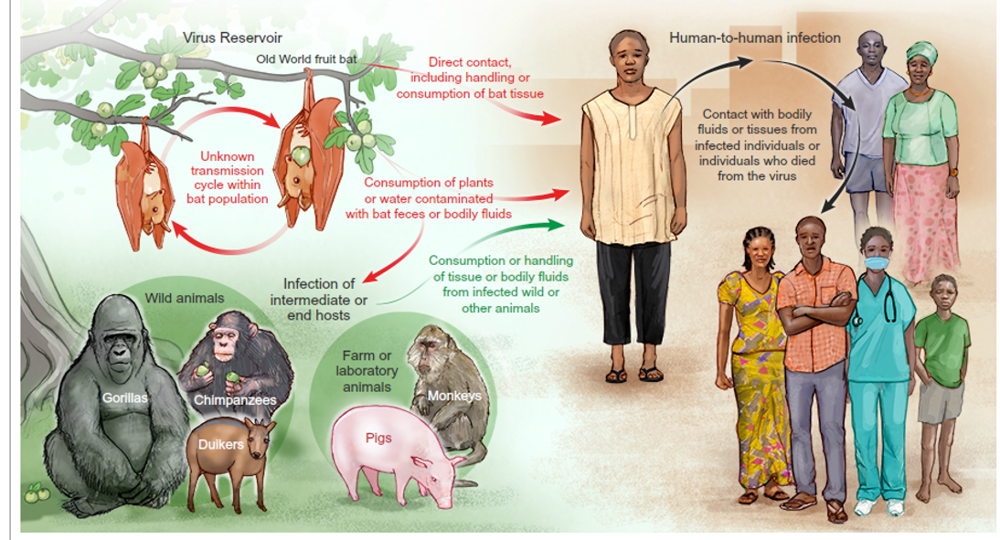 Virus Reservoir
Old World fruit bat
Unknown
transmission
cycle within
bat population
Direct contact,
including handling or
consumption of bat tissue
Consumption of plants
or water contaminated
with bat feces or bodily fluids
Infection of
intermediate or
end hosts
Consumption or handling
of tissue or bodily fluids
from infected wild or
other animals
Wild animals
Gorillas
Chimpanzees
Duikers
Farm or
laboratory
animals
Monkeys
Pigs
Human-to-human infection
Contact with bodily
fluids or tissues from
infected individuals or
individuals who died
from the virus